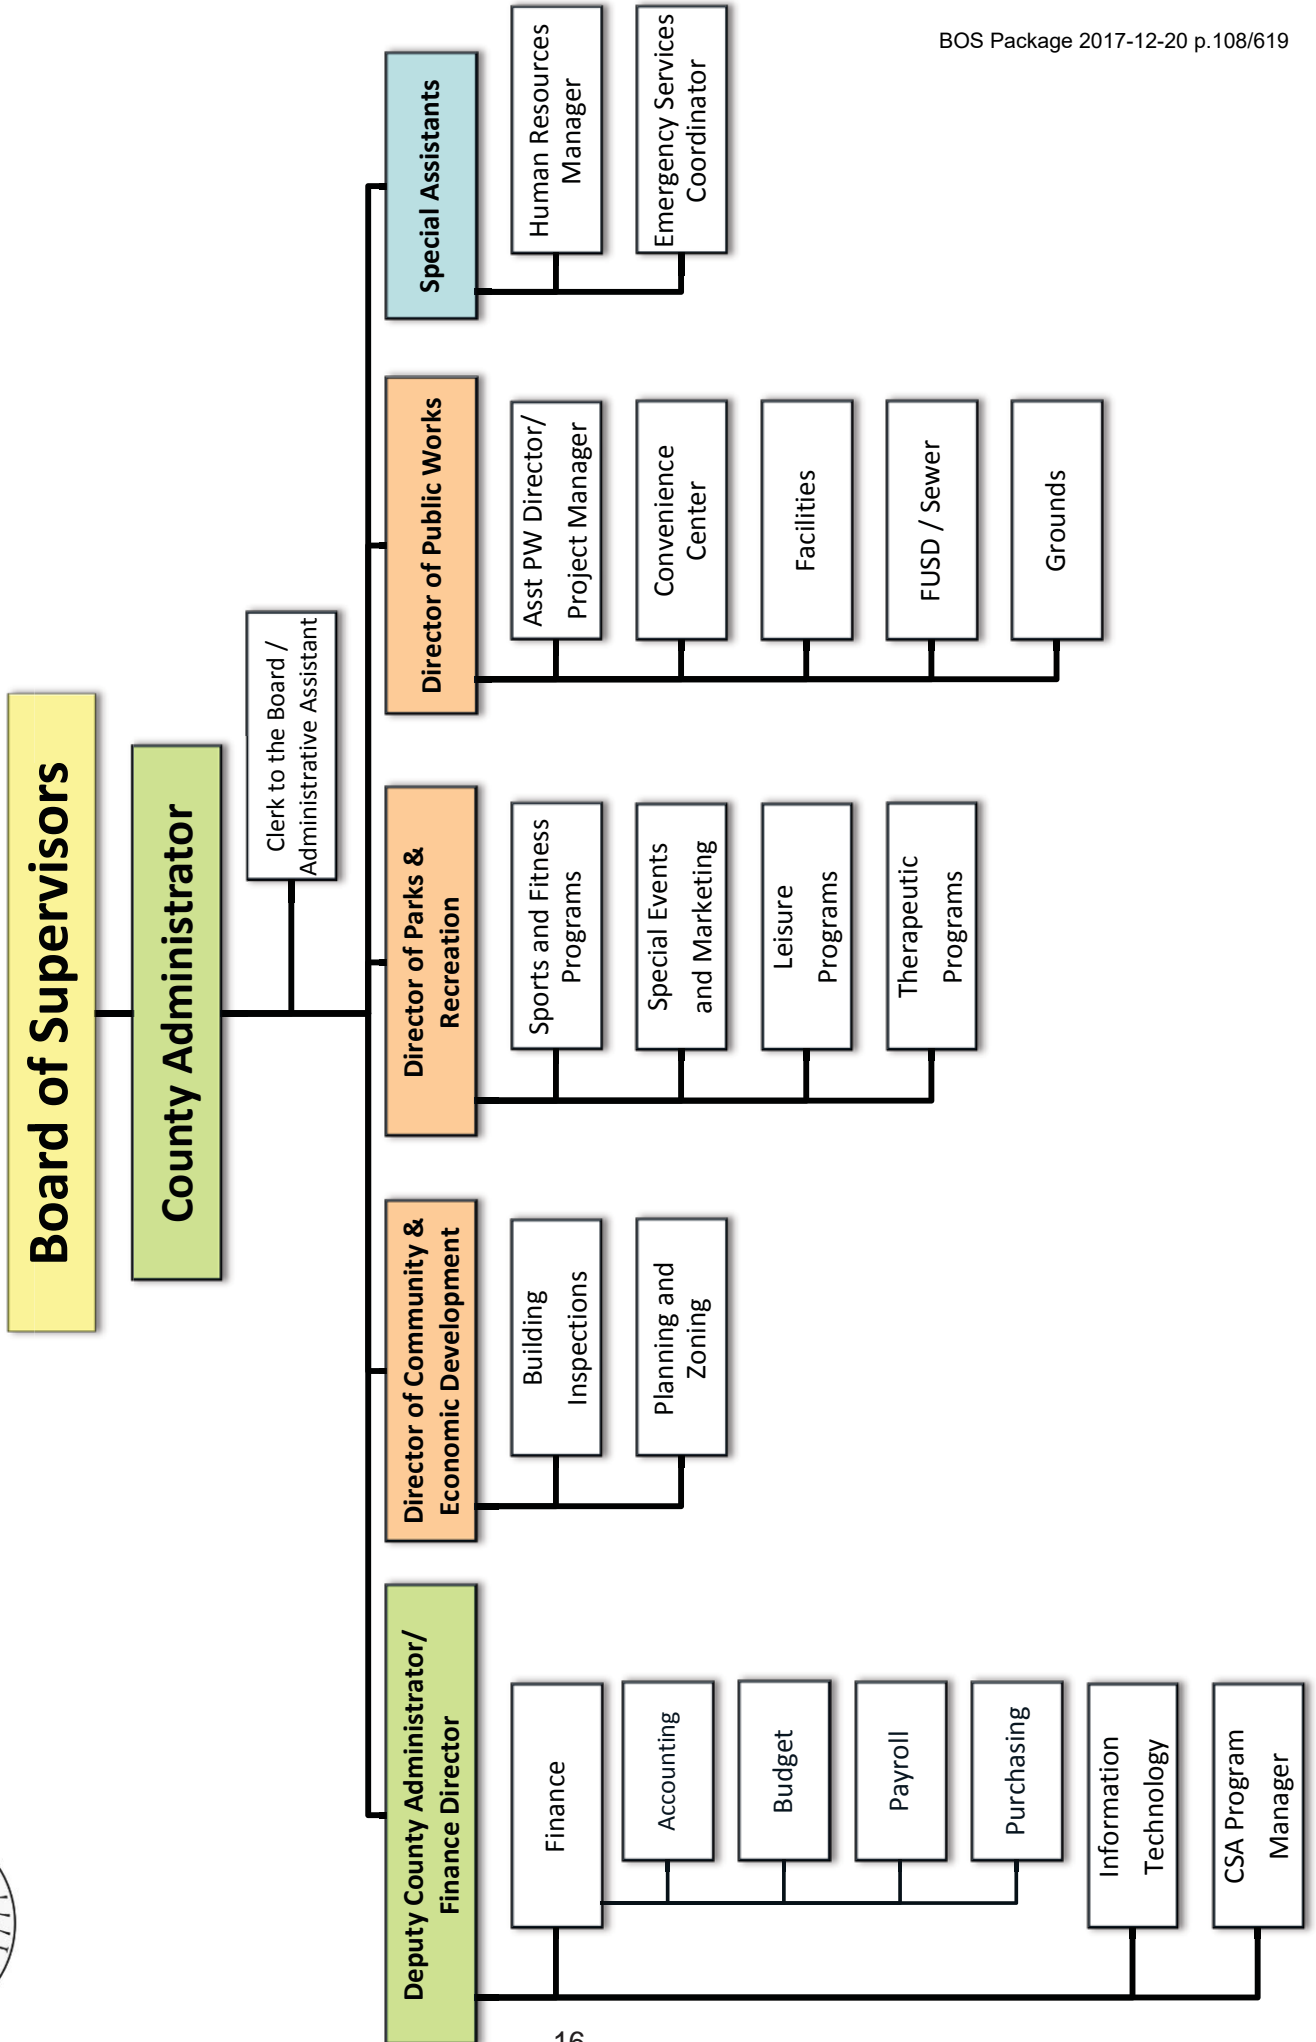 BOS Package 2017-12-20 p.108/619
Board of Supervisors
County Administrator
Clerk to the Board /
Administrative Assistant
Deputy County Administrator/
Finance Director
Finance
Accounting
Budget
Payroll
Purchasing
Information
Technology
CSA Program
Manager
Director of Community &
Economic Development
Building
Inspections
Planning and
Zoning
Director of Parks &
Recreation
Sports and Fitness
Programs
Special Events
and Marketing
Leisure
Programs
Therapeutic
Programs
Director of Public Works
Asst PW Director/
Project Manager
Convenience
Center
Facilities
FUSD / Sewer
Grounds
Special Assistants
Human Resources
Manager
Emergency Services
Coordinator
16